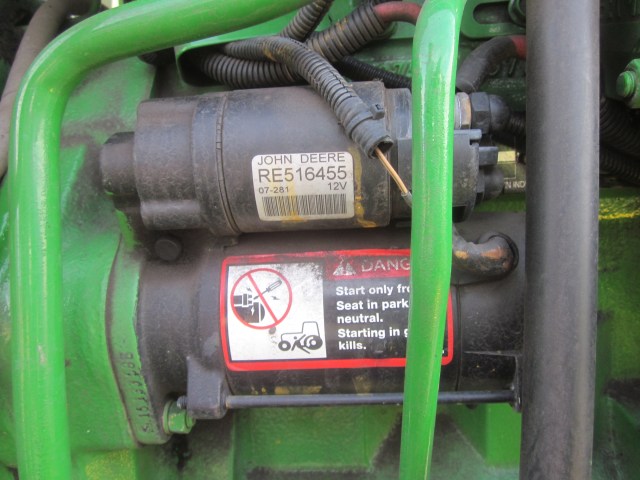 JOHN DEERE
RE516455
07-281 12V
DANG
Start only fr
Seat in park
neutral.
Starting in g
kills.